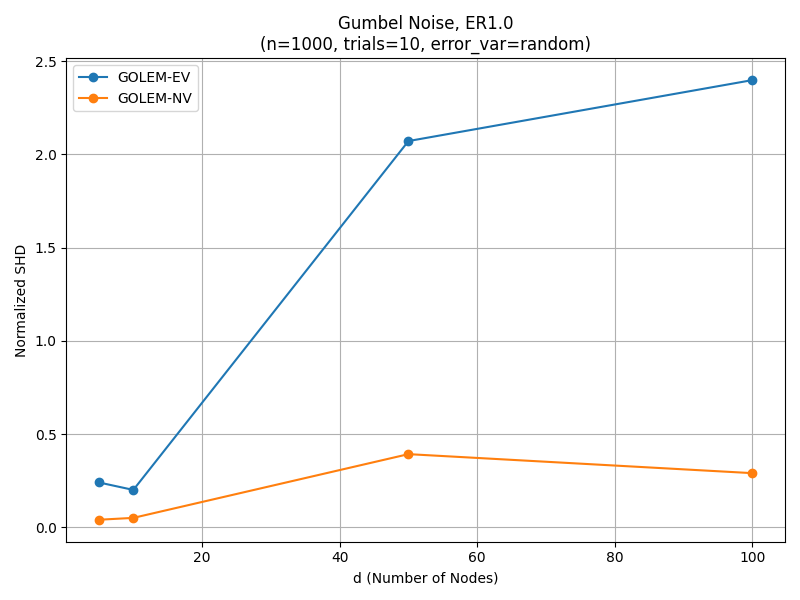 Gumbel Noise, ER1.0
(n=1000, trials=10, error_var=random)
GOLEM-EV
GOLEM-NV
Normalized SHD
2.5
2.0
1.5
1.0
0.5
0.0
20 40 60 80 100
d (Number of Nodes)